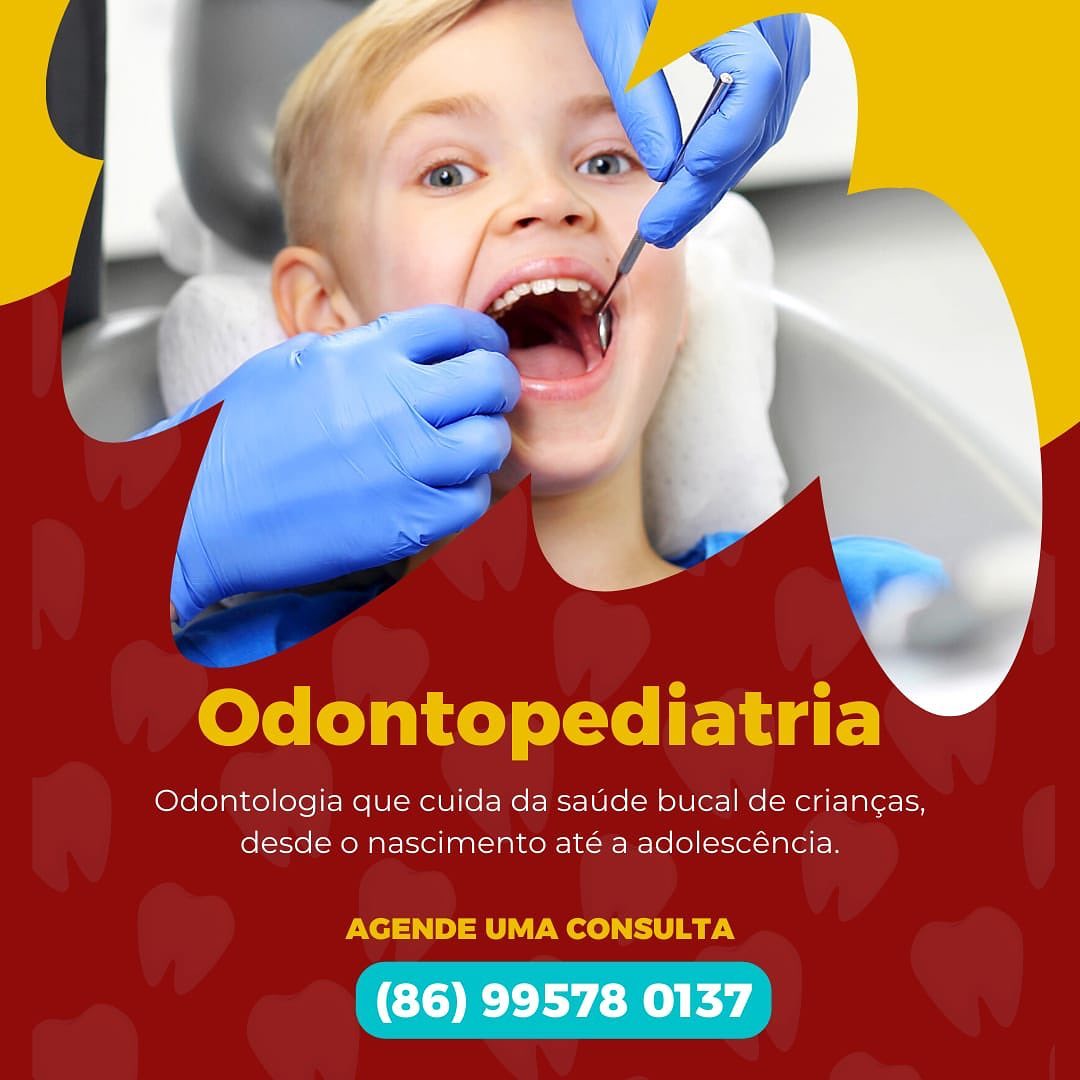 Odontopediatria
Odontologia que cuida da saúde bucal de crianças,
desde o nascimento até a adolescência.
AGENDE UMA CONSULTA
(86) 99578 0137